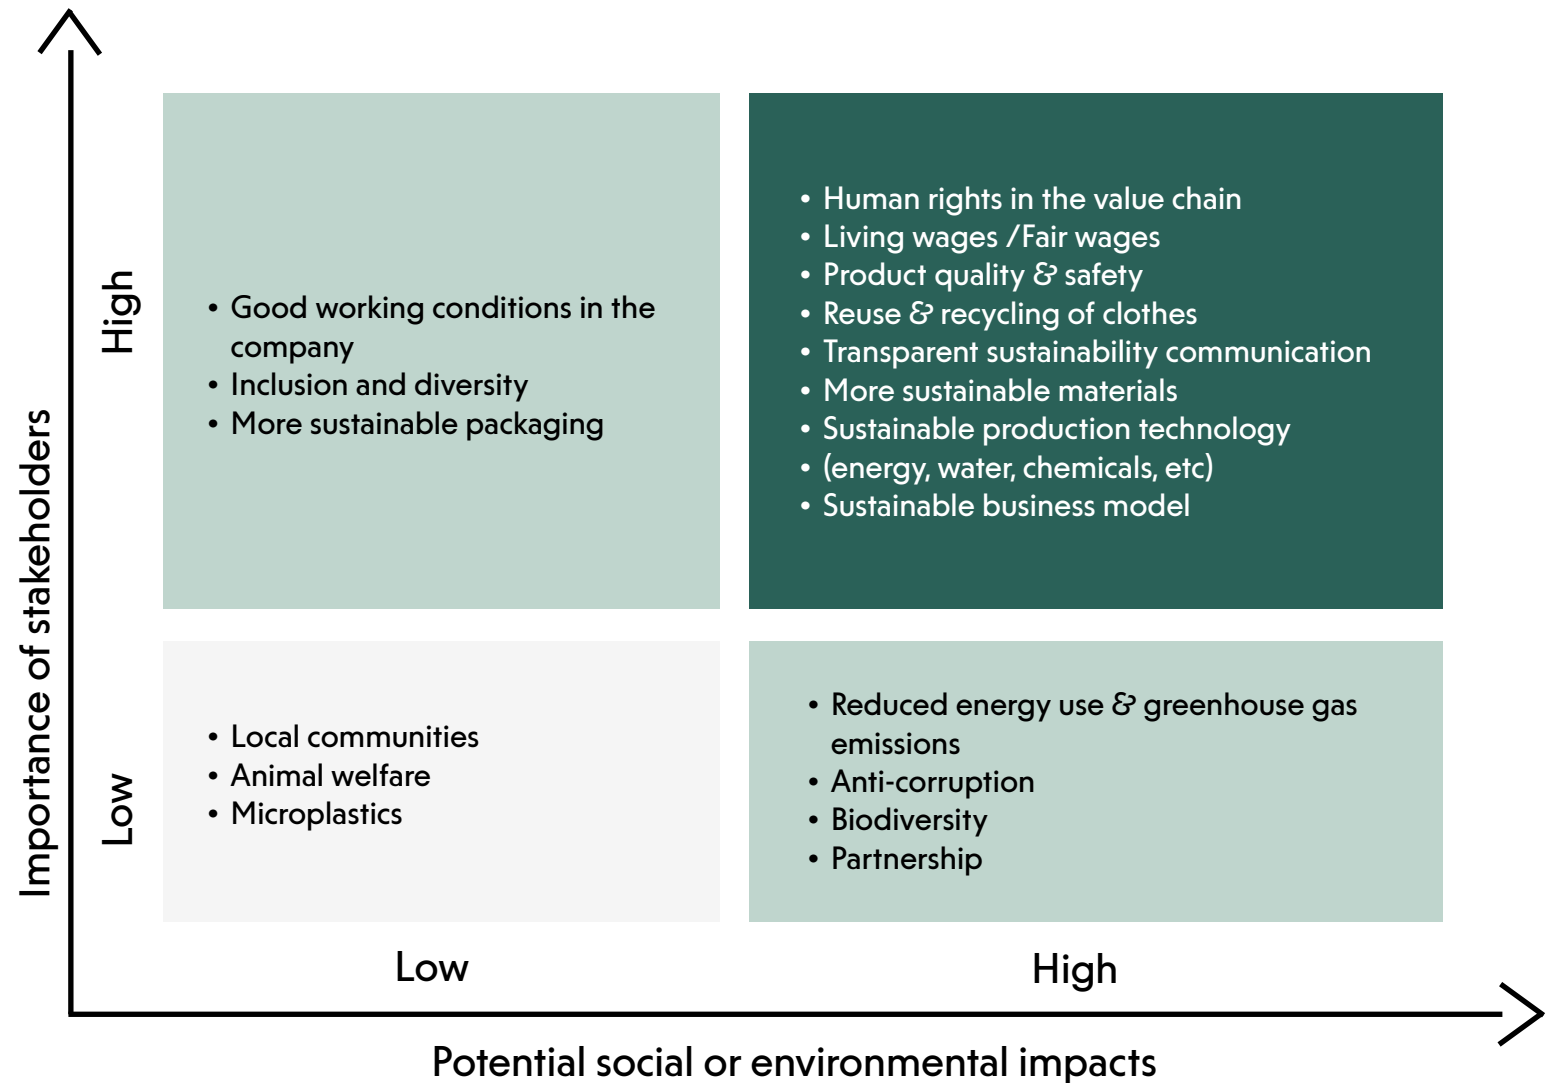 Importance of stakeholders
High
Low
• Good working conditions in the
company
• Inclusion and diversity
• More sustainable packaging
• Human rights in the value chain
• Living wages /Fair wages
• Product quality & safety
• Reuse & recycling of clothes
• Transparent sustainability communication
• More sustainable materials
• Sustainable production technology
• (energy, water, chemicals, etc)
• Sustainable business model
• Local communities
• Animal welfare
• Microplastics
• Reduced energy use & greenhouse gas
emissions
• Anti-corruption
• Biodiversity
• Partnership
Low
High
Potential social or environmental impacts